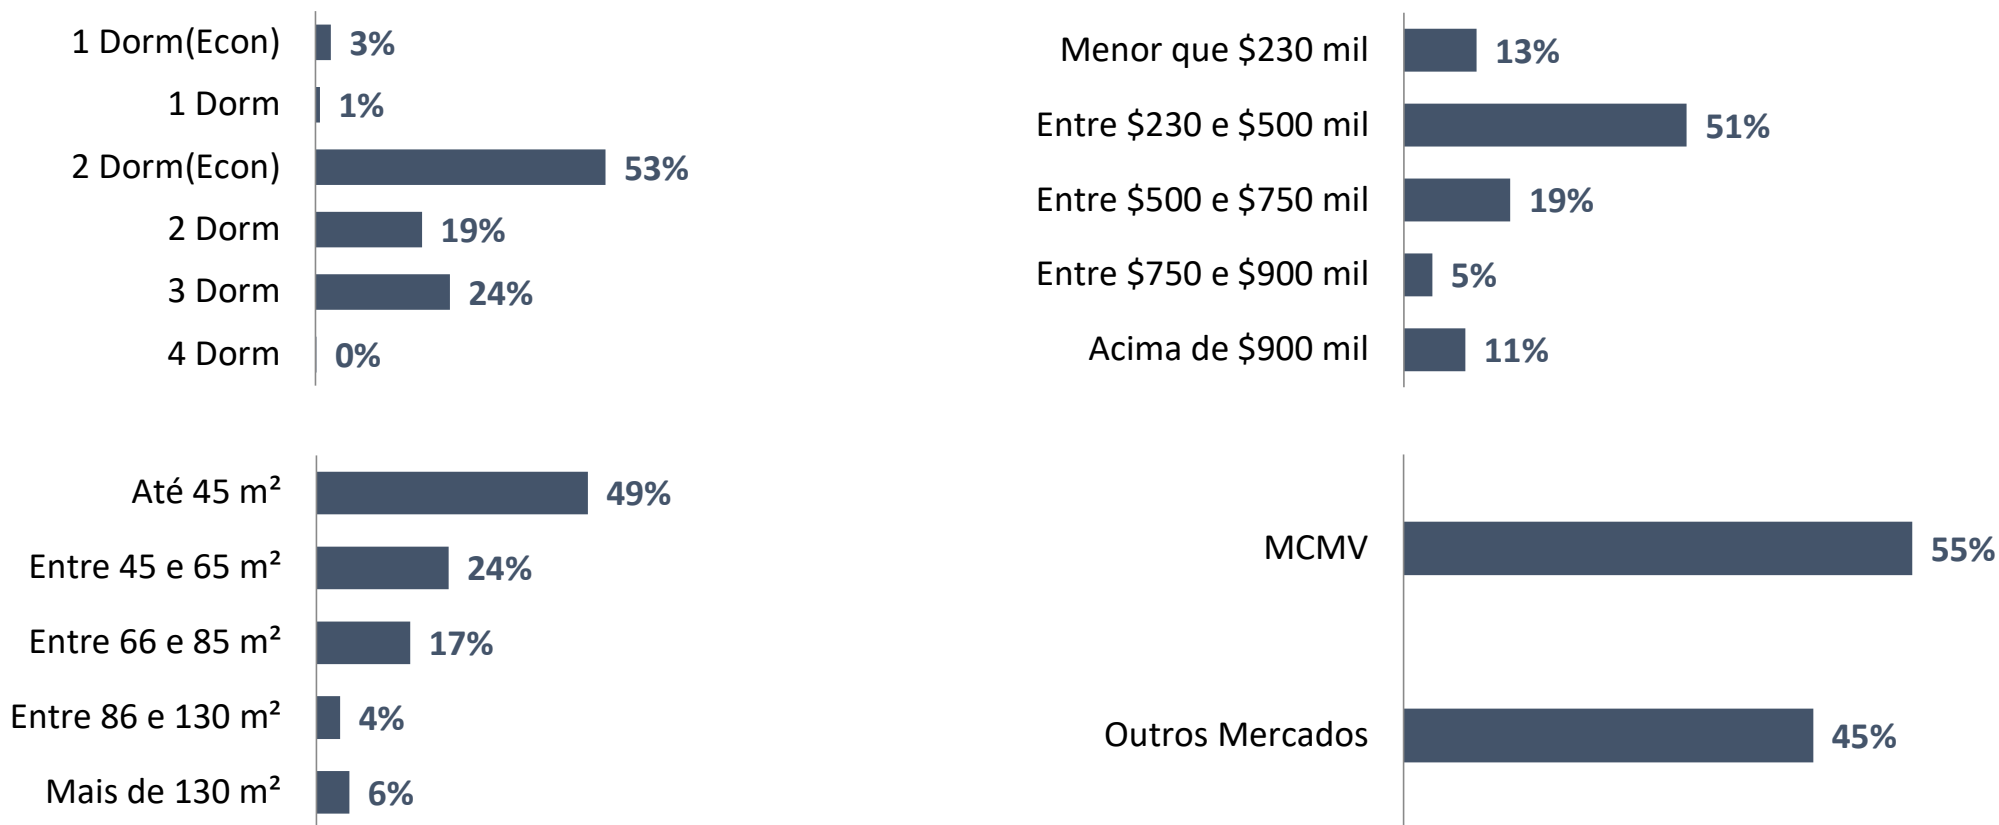 1 Dorm(Econ) 3%
1 Dorm 1%
2 Dorm(Econ) 53%
2 Dorm 19%
3 Dorm 24%
4 Dorm 0%
Menor que $230 mil 13%
Entre $230 e $500 mil 51%
Entre $500 e $750 mil 19%
Entre $750 e $900 mil 5%
Acima de $900 mil 11%
Até 45 m² 49%
Entre 45 e 65 m² 24%
Entre 66 e 85 m² 17%
Entre 86 e 130 m² 4%
Mais de 130 m² 6%
MCMV 55%
Outros Mercados 45%